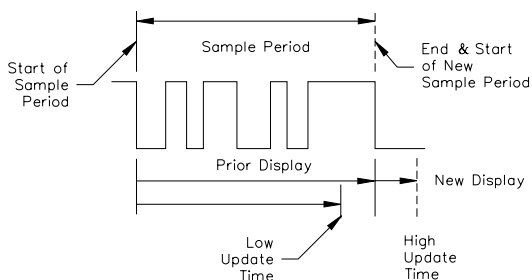 Sample Period
Start of
Sample
Period
End & Start
of New
Sample Period
Prior Display
New Display
Low
Update
Time
High
Update
Time